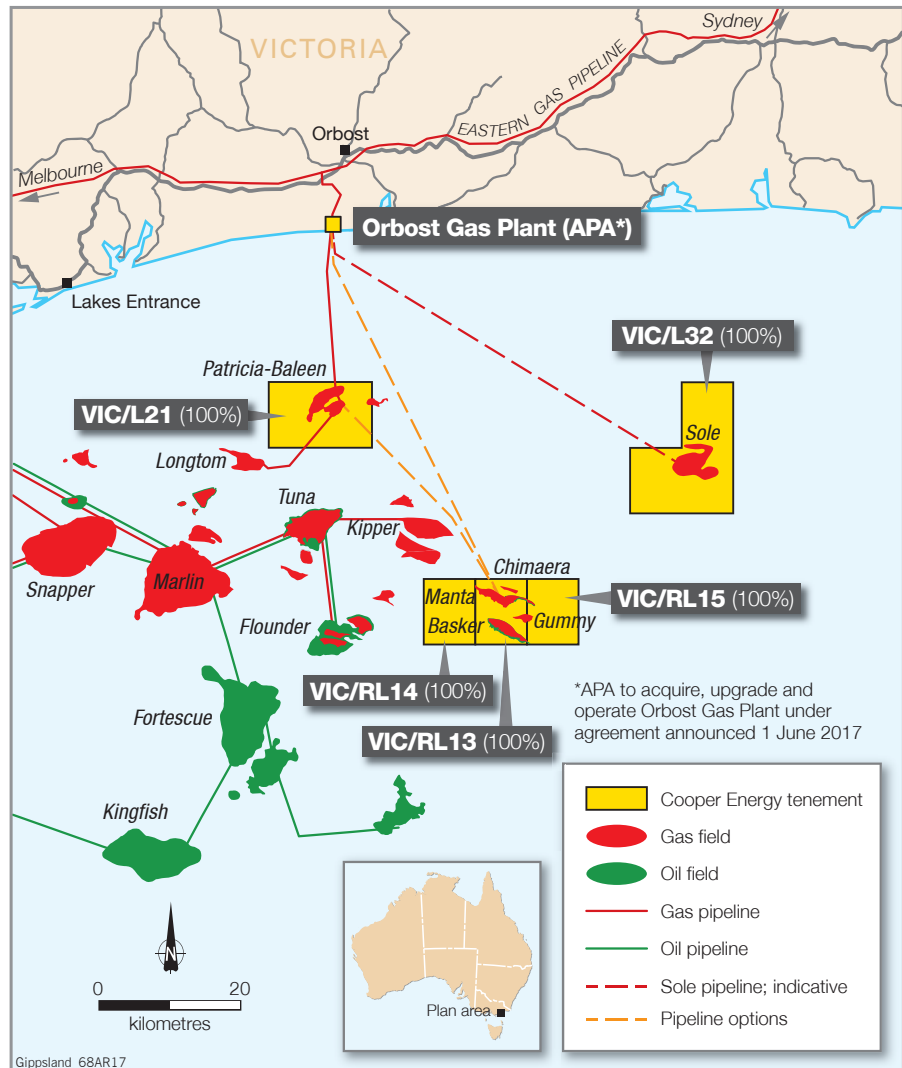 Sydney
VICTORIA
EASTERN GAS PIPELINE
Orbost
Melbourne
Orbost Gas Plant (APA*)
Lakes Entrance
VIC/L32 (100%)
Patricia-Baleen
VIC/L21 (100%)
Sole
Longtom
Tuna
Kipper
Chimaera
Snapper
Marlin
Manta
VIC/RL15 (100%)
Flounder
Basker
Gummy
VIC/RL14 (100%)
VIC/RL13 (100%)
*APA to acquire, upgrade and
operate Orbost Gas Plant under
agreement announced 1 June 2017
Fortescue
Kingfish
Cooper Energy tenement
Gas field
Oil field
Gas pipeline
Oil pipeline
Sole pipeline; indicative
Pipeline options
N
0 20
kilometres
Plan area
Gippsland 68AR17